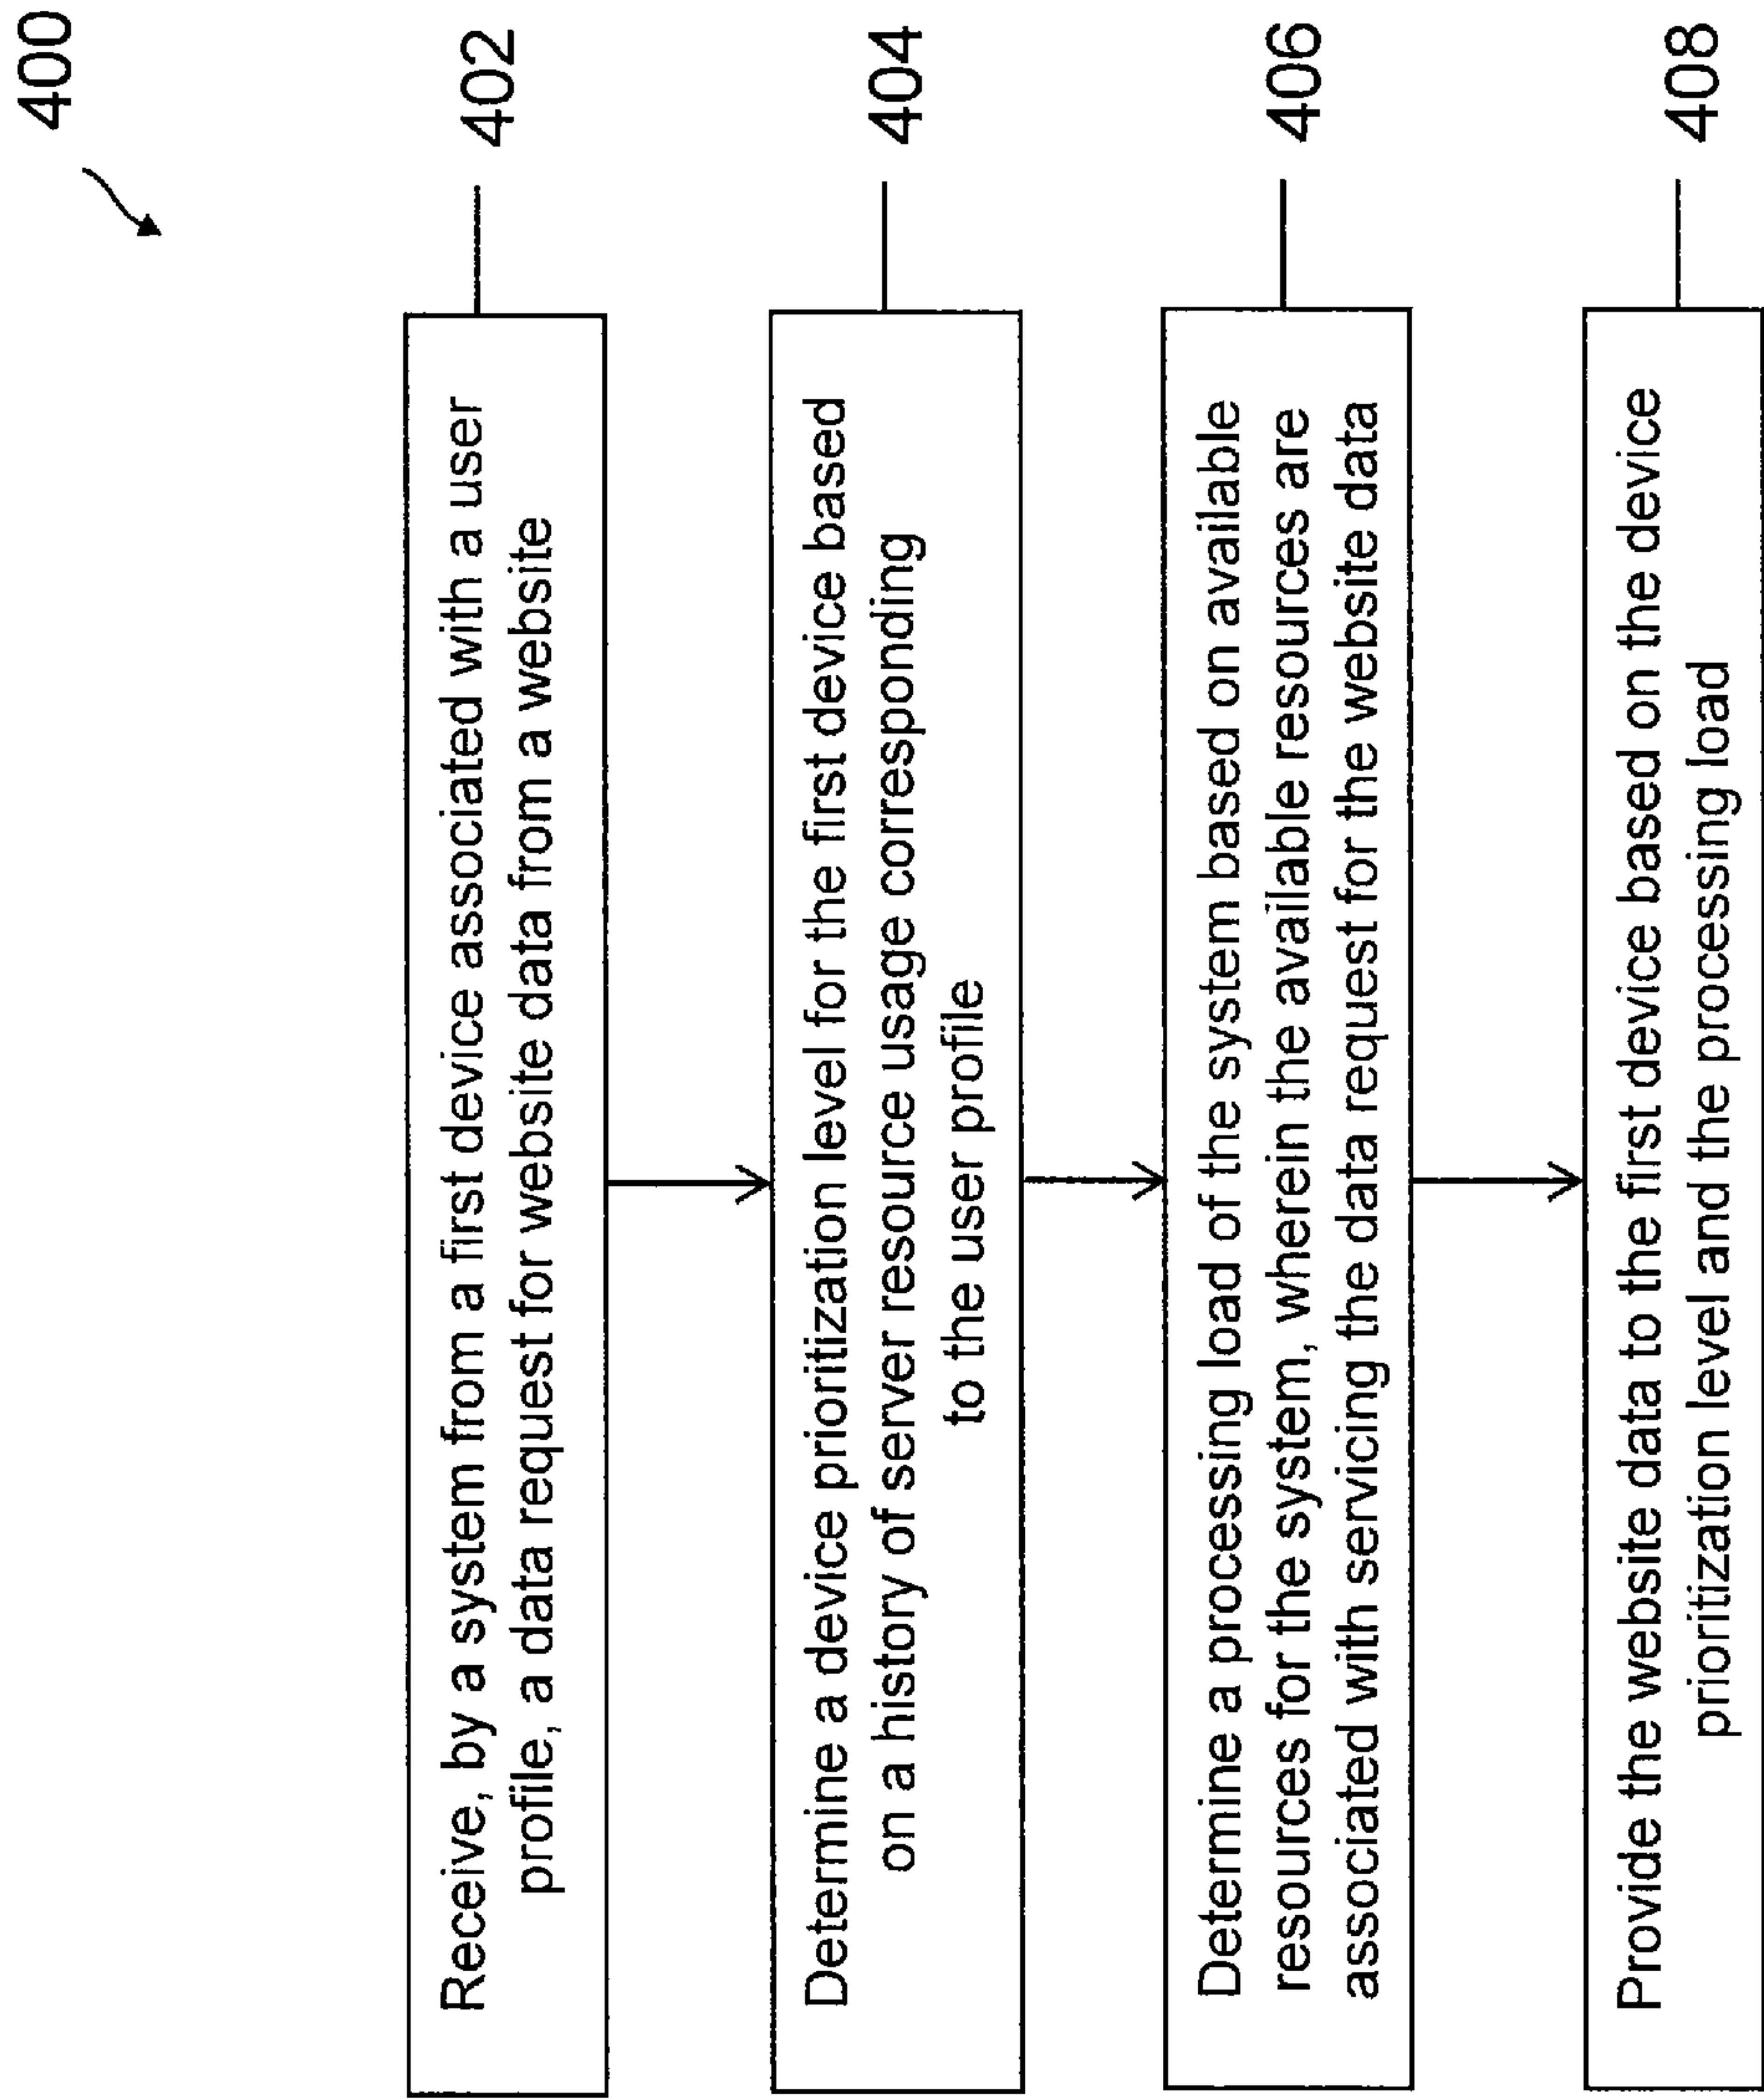 400
Receive, by a system from a first device associated with a user
profile, a data request for website data from a website
402
Determine a device prioritization level for the first device based
on a history of server resource usage corresponding
to the user profile
404
Determine a processing load of the system based on available
resources for the system, wherein the available resources are
associated with servicing the data request for the website data
406
Provide the website data to the first device based on the device
prioritization level and the processing load
408